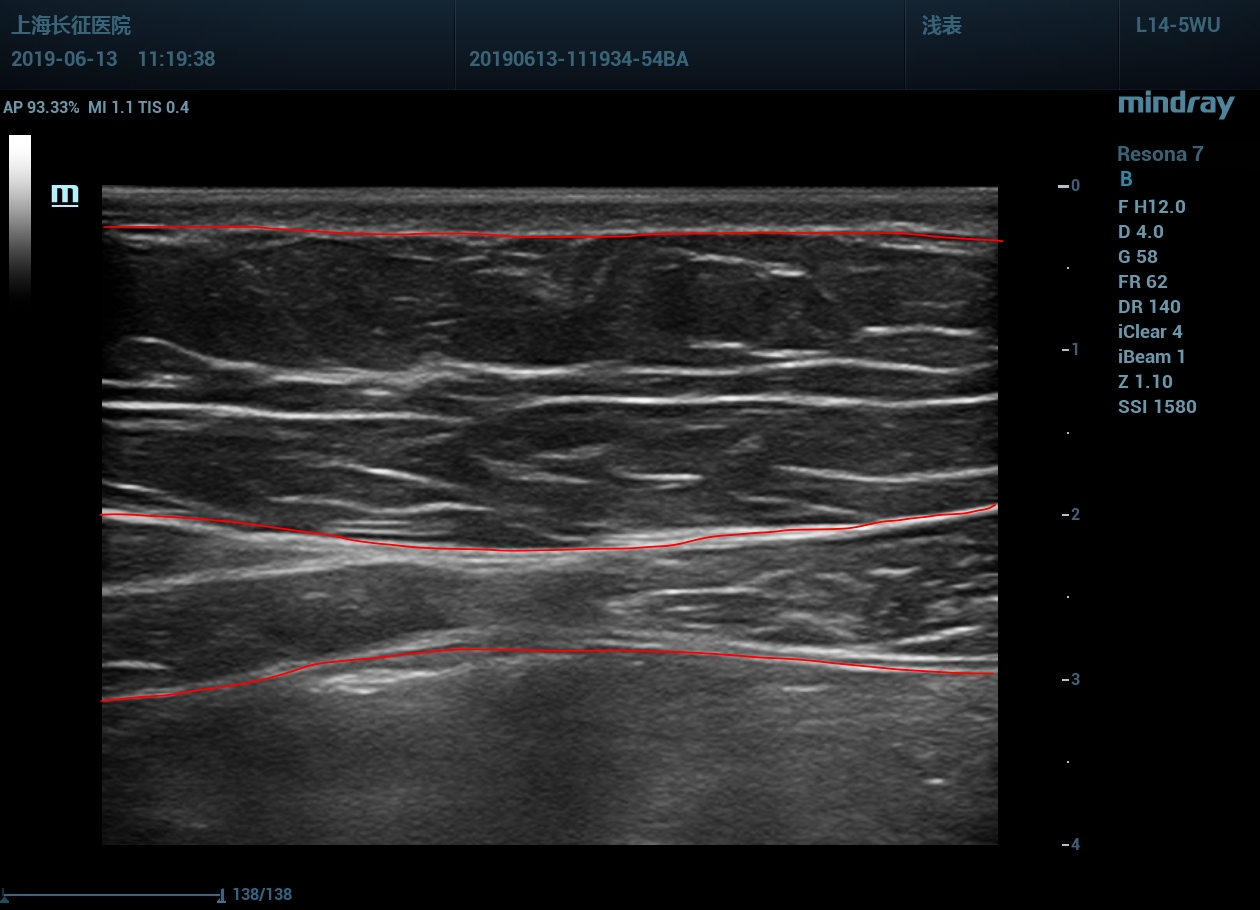 上海长征医院
2019-06-13 11:19:38
20190613-111934-54BA
浅表
L14-5WU
AP 93.33% MI 1.1 TIS 0.4
mindray
m
Resona 7
B
F H12.0
D 4.0
G 58
FR 62
DR 140
iClear 4
iBeam 1
Z 1.10
SSI 1580
0
1
2
3
4
138/138